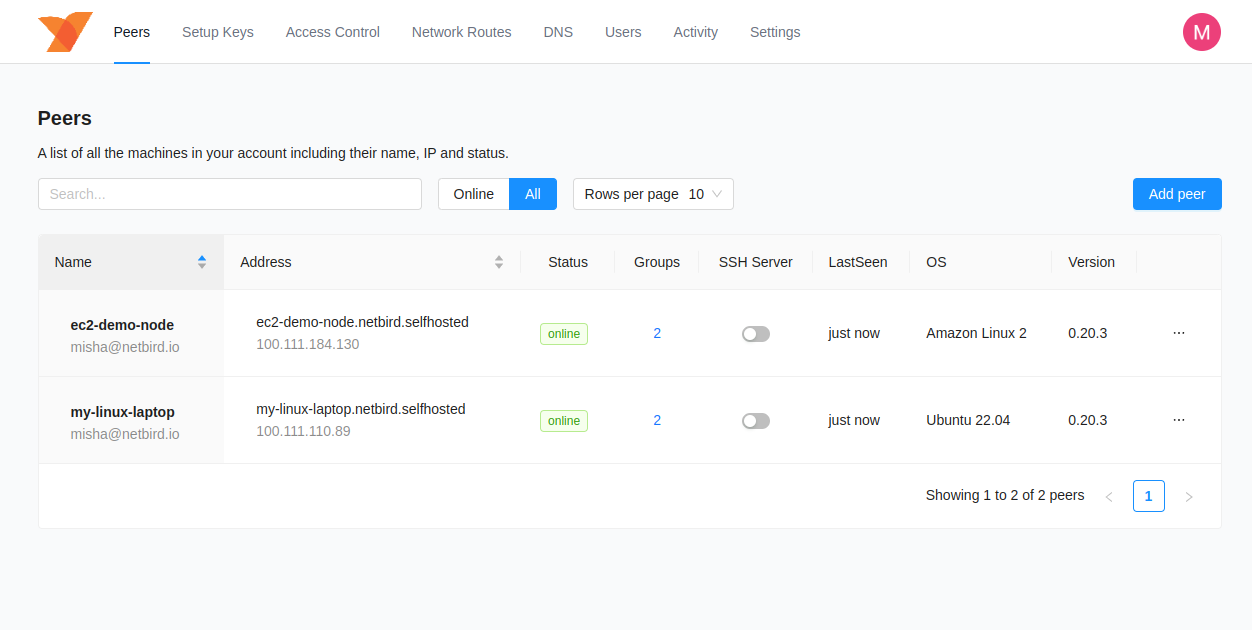 Peers Setup Keys Access Control Network Routes DNS Users Activity Settings M
Peers
A list of all the machines in your account including their name, IP and status.
Search... Online All Rows per page 10 Add peer
Name Address Status Groups SSH Server LastSeen OS Version
ec2-demo-node ec2-demo-node.netbird.selfhosted online 2 just now Amazon Linux 2 0.20.3 ...
misha@netbird.io 100.111.184.130
my-linux-laptop my-linux-laptop.netbird.selfhosted online 2 just now Ubuntu 22.04 0.20.3 ...
misha@netbird.io 100.111.110.89
Showing 1 to 2 of 2 peers < 1 >